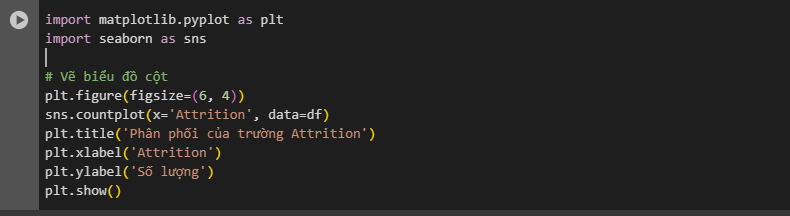 import matplotlib.pyplot as plt
import seaborn as sns
# Vẽ biểu đồ cột
plt.figure(figsize=(6, 4))
sns.countplot(x='Attrition', data=df)
plt.title('Phân phối của trường Attrition')
plt.xlabel('Attrition')
plt.ylabel('Số lượng')
plt.show()